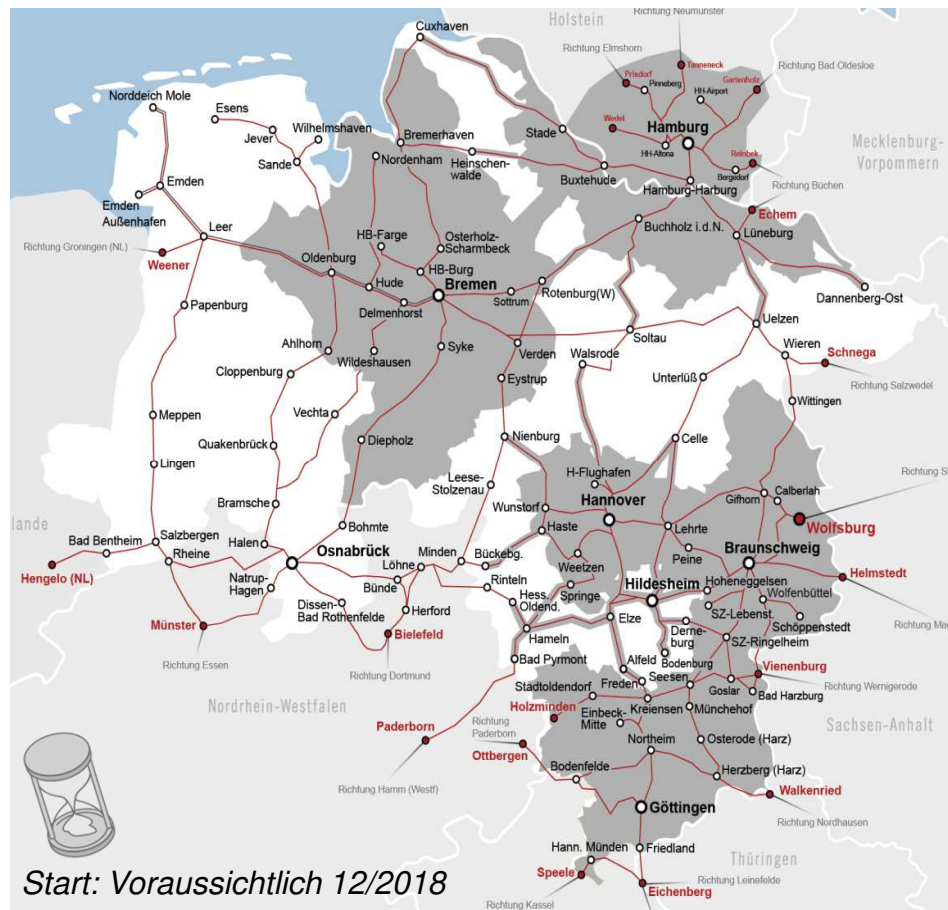 Holstein
Richtung Neumünster
Cuxhaven
Richtung Elmshorn
Tanneck
Priedorf
Pinneberg
Gartenholz
Richtung Bad Oldesloe
HH-Airport
Norddeich Mole
Esens
Jever
Wilhelmshaven
Bremerhaven
Stade
Wedel
Hamburg
Mecklenburg-
Vorpommern
Sande
Nordenham
Heinschen-
walde
HH-Altona
Reinbek
Bergedorf
Buxtehude
Hamburg-Harburg
Richtung Büchen
Emden
Emden
Außenhafen
Echem
Leer
HB-Farge
Osterholz-
Scharmbeck
Buchholz i.d.N.
Lüneburg
Richtung Groningen (NL)
Weener
Oldenburg
HB-Burg
Bremen
Hude
Delmenhorst
Sottrum
Rotenburg(W)
Dannenberg-Ost
Papenburg
Uelzen
Ahlhorn
Wildeshausen
Syke
Verden
Walsrode
Soltau
Wieren
Schnega
Cloppenburg
Eystrup
Unterlüß
Richtung Salzwedel
Wittingen
Meppen
Vechta
Quakenbrück
Diepholz
Nienburg
Celle
Lingen
H-Flughafen
Leese-
Stolzenau
Hannover
Gifhorn
Calberlah
Richtung S
Bramsche
Wunstorf
Wolfsburg
lande
Bad Bentheim
Salzbergen
Halen
Bohmte
Haste
Lehrte
Peine
Braunschweig
Rheine
Osnabrück
Löhne
Minden
Bückebg.
Weetzen
Hengelo (NL)
Natrup-
Hagen
Bünde
Rinteln
Springe
Hildesheim
Hoheneggelsen
Helmstedt
Dissen-
Bad Rothenfelde
Herford
Hess.
Oldend.
Wolfenbüttel
Münster
Bielefeld
Hameln
Elze
Derne-
burg
SZ-Lebenst.
Schöppenstedt
Richtung Mag
Richtung Essen
Bad Pyrmont
Bodenburg
SZ-Ringelheim
Richtung Dortmund
Alfeld
Freden
Seesen
Vienenburg
Goslar
Bad Harzburg
Richtung Wernigerode
Nordrhein-Westfalen
Stadtoldendorf
Holzminden
Kreiensen
Münchehof
Sachsen-Anhalt
Paderborn
Richtung
Paderborn
Einbeck-
Mitte
Ottbergen
Northeim
Osterode (Harz)
Bodenfelde
Herzberg (Harz)
Richtung Hamm (Westf)
Walkenried
Göttingen
Richtung Nordhausen
Hann. Münden
Friedland
Thüringen
Speele
Eichenberg
Richtung Leinefelde
Richtung Kassel
Start: Voraussichtlich 12/2018